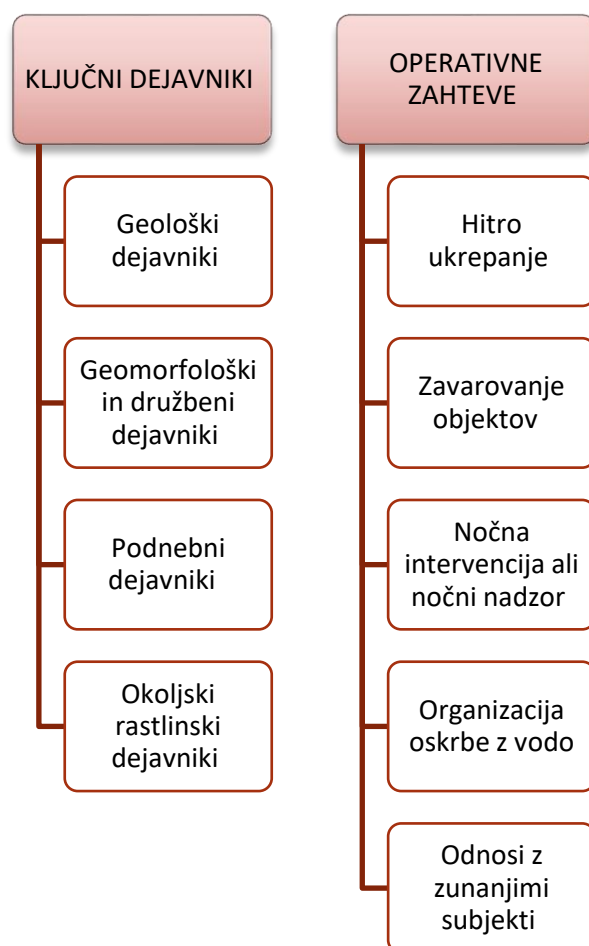 KLJUČNI DEJAVNIKI
Geološki
dejavniki
Geomorfološki
in družbeni
dejavniki
Podnebni
dejavniki
Okoljski
rastlinski
dejavniki
OPERATIVNE
ZAHTEVE
Hitro
ukrepanje
Zavarovanje
objektov
Nočna
intervencija ali
nočni nadzor
Organizacija
oskrbe z vodo
Odnosi z
zunanjimi
subjekti